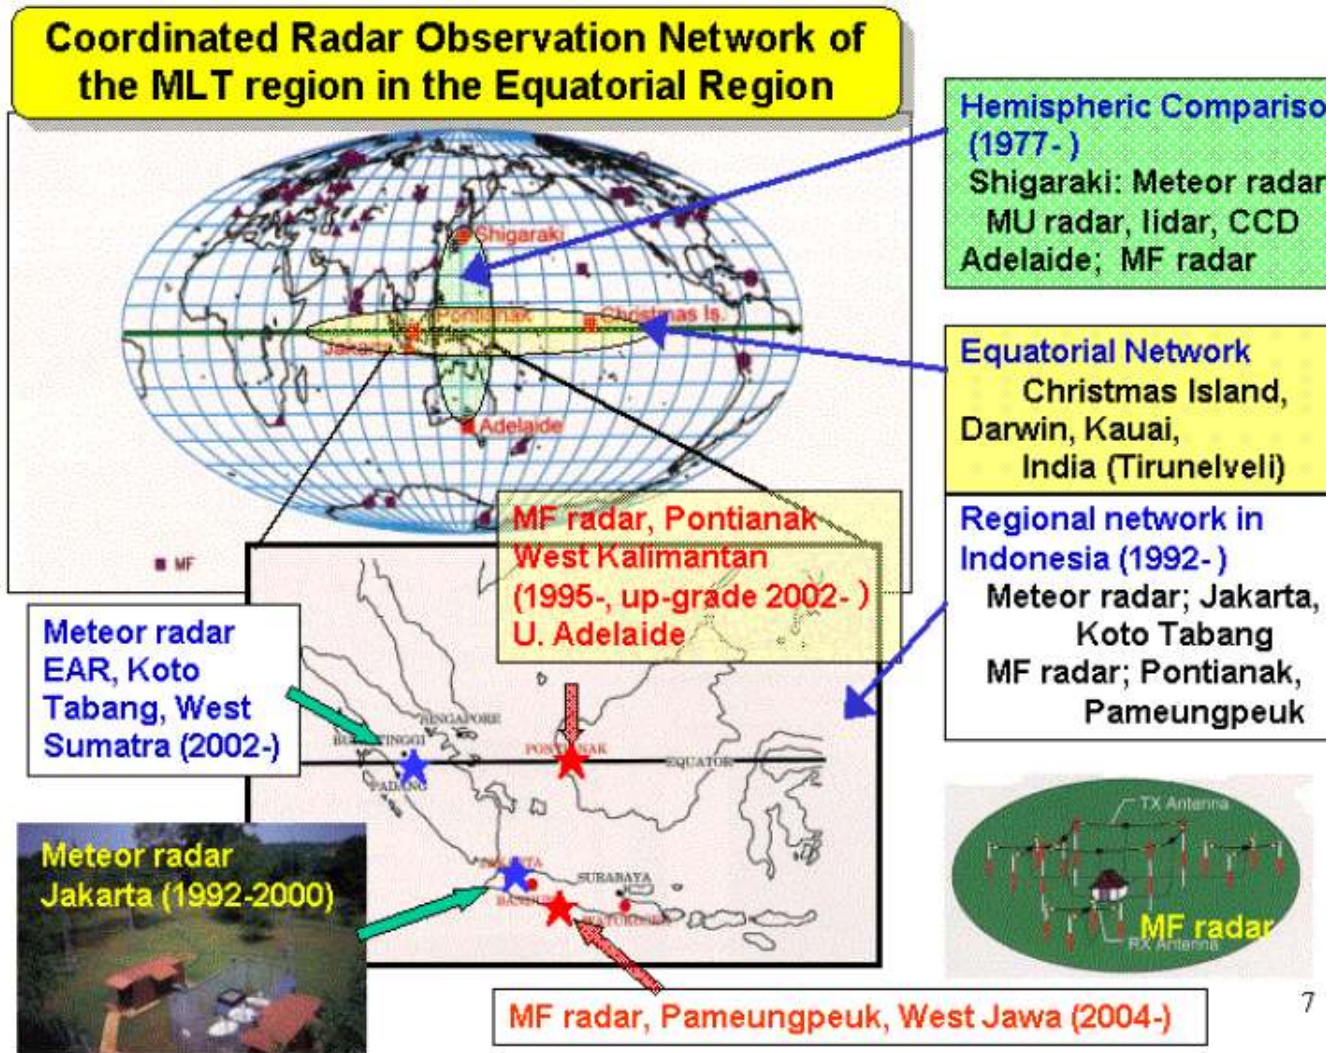 Coordinated Radar Observation Network of
the MLT region in the Equatorial Region
Hemispheric Compariso
(1977- )
Shigaraki: Meteor radar
MU radar, lidar, CCD
Adelaide; MF radar
Shigaraki
Pontianak
Christmas Is.
Jakarta
Adelaide
MF
Equatorial Network
Christmas Island,
Darwin, Kauai,
India (Tirunelveli)
Regional network in
Indonesia (1992- )
Meteor radar; Jakarta,
Koto Tabang
MF radar; Pontianak,
Pameungpeuk
MF radar, Pontianak
West Kalimantan
(1995-, up-grade 2002- )
U. Adelaide
Meteor radar
EAR, Koto
Tabang, West
Sumatra (2002-)
SINGAPORE
PONTIANAK
EQUATOR
PADANG
SURABAYA
BANDUNG
Meteor radar
Jakarta (1992-2000)
TX Antenna
MF radar
RX Antenna
MF radar, Pameungpeuk, West Jawa (2004-)
7